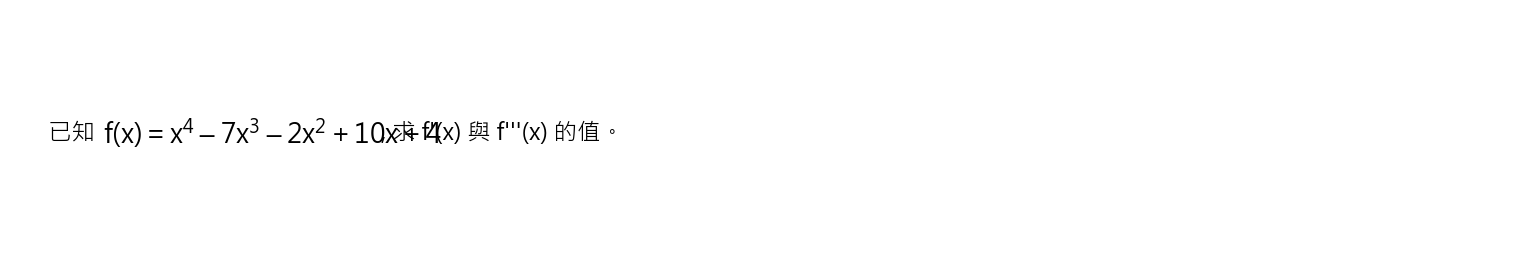 已知 f(x) = x⁴ – 7x³ – 2x² + 10x + 4, 求 f''(x) 與 f'''(x) 的值。